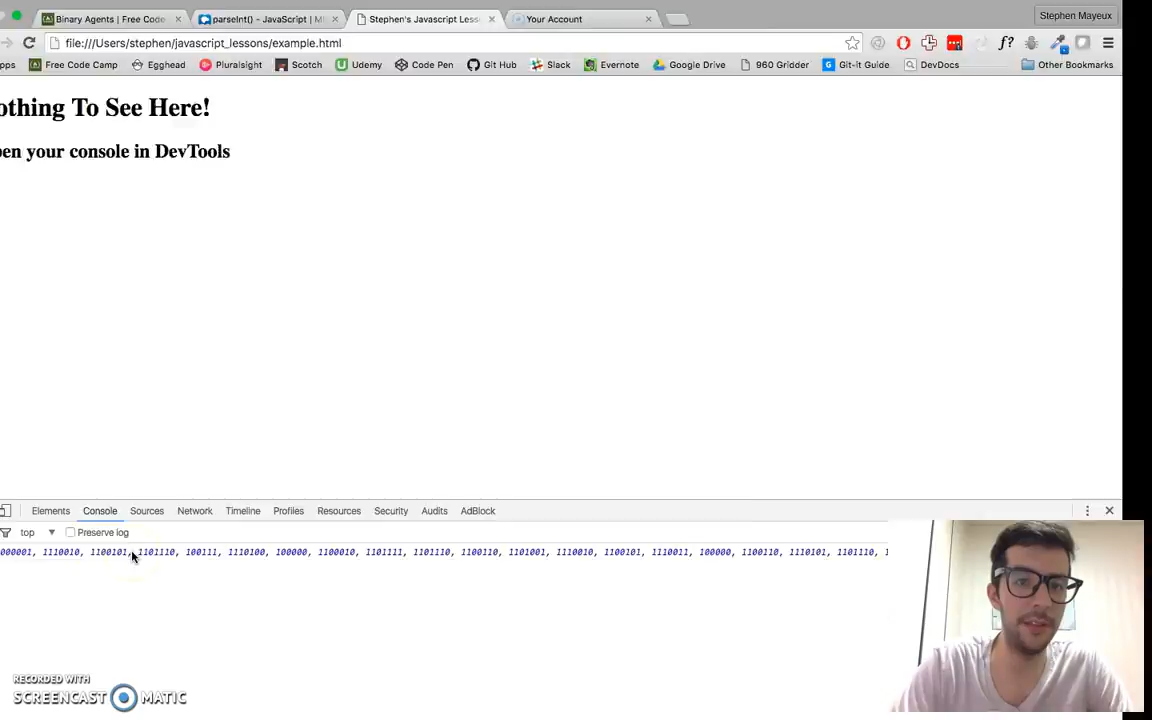 Binary Agents | Free Code
parseInt() - JavaScript | M
Stephen's Javascript Less
Your Account
Stephen Mayeux
file:///Users/stephen/javascript_lessons/example.html
f?
pps
Free Code Camp
Egghead
Pluralsight
Scotch
Udemy
Code Pen
Git Hub
Slack
Evernote
Google Drive
960 Gridder
Git-it Guide
DevDocs
Other Bookmarks
othing To See Here!
pen your console in DevTools
Elements
Console
Sources
Network
Timeline
Profiles
Resources
Security
Audits
AdBlock
top
Preserve log
000001, 1110010, 1100101, 1101110, 100111, 1110100, 100000, 1100010, 1101111, 1101110, 1100110, 1101001, 1110010, 1100101, 1110011, 100000, 1100110, 1110101, 1101110, 1
RECORDED WITH
SCREENCAST MATIC